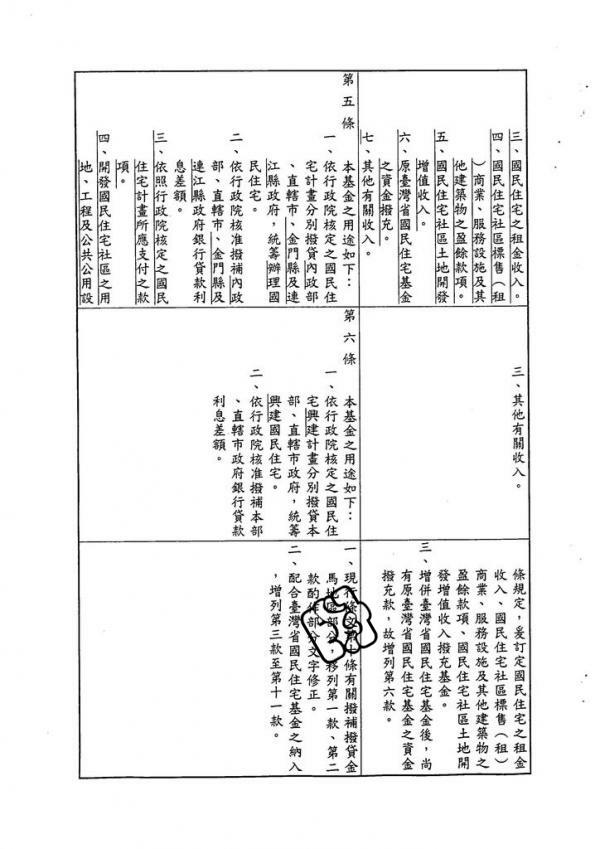 三、國民住宅之租金收入。
四、國民住宅社區標售（租
）商業、服務設施及其
他建築物之盈餘款項。
五、國民住宅社區土地開發
增值收入。
六、原臺灣省國民住宅基金
之資金撥充。
七、其他有關收入。
三、其他有關收入。
條規定，爰訂定國民住宅之租金
收入、國民住宅社區標售（租）
商業、服務設施及其他建築物之
盈餘款項、國民住宅社區土地開
發增值收入撥充基金。
三、增併臺灣省國民住宅基金後，尚
有原臺灣省國民住宅基金之資金
撥充款，故增列第六款。
第五條
本基金之用途如下：
一、依行政院核定之國民住
宅計畫分別撥貸內政部
、直轄市、金門縣及連
江縣政府，統籌辦理國
民住宅。
二、依行政院核准撥補內政
部、直轄市、金門縣及
連江縣政府銀行貸款利
息差額。
三、依照行政院核定之國民
住宅計畫所應支付之款
項。
四、開發國民住宅社區之用
地、工程及公共公用設
第六條
本基金之用途如下：
一、依行政院核定之國民住
宅興建計畫分別撥貸本
部、直轄市政府，統籌
興建國民住宅。
二、依行政院核准撥補本部
、直轄市政府銀行貸款
利息差額。
一、現行條文第條有關撥補撥貸金
馬地區部分，移列第一款、第二
款酌作部分文字修正。
二、配合臺灣省國民住宅基金之納入
，增列第三款至第十一款。